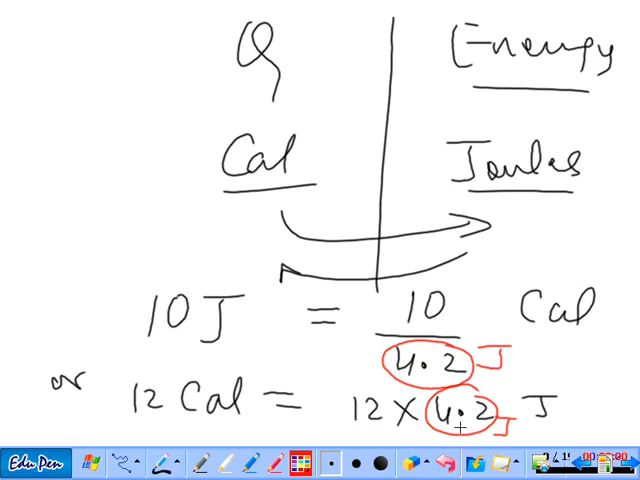 Q Energy
Cal Joules
10 J = 10 / 4.2 J Cal
or 12 Cal = 12 × 4.2 J J
Edu Pen